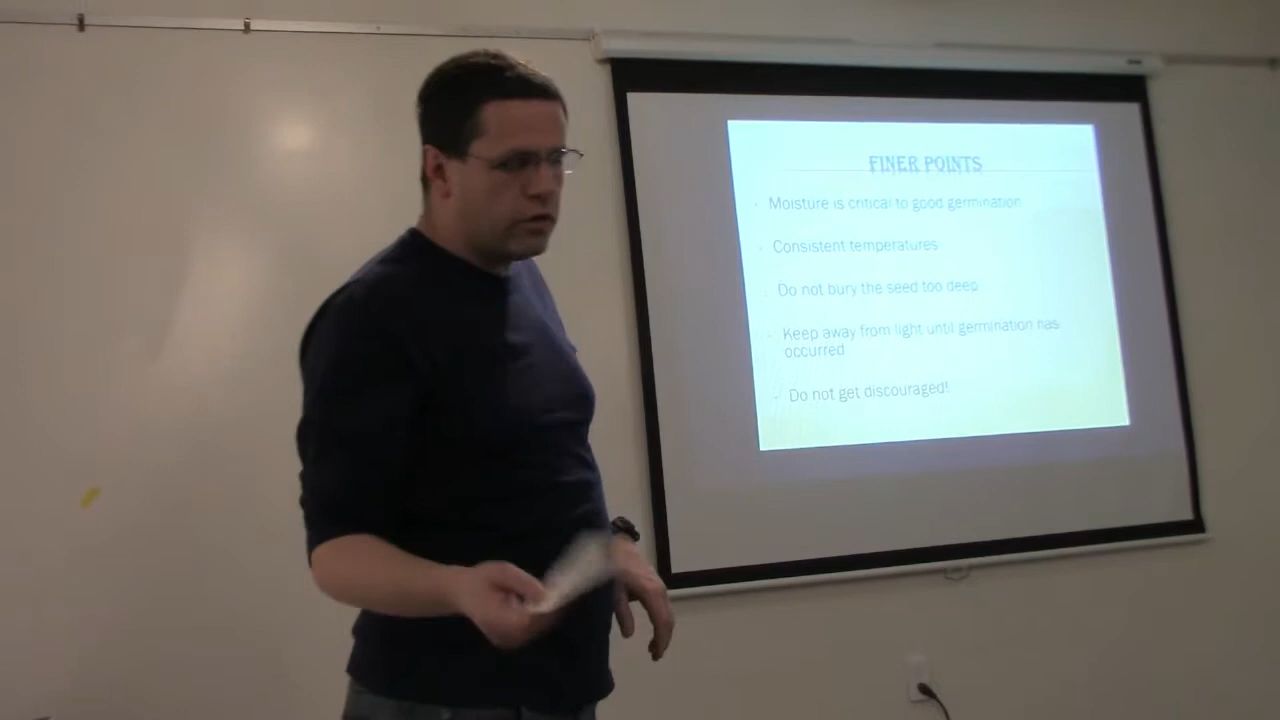 FINER POINTS
Moisture is critical to good germination
Consistent temperatures
Do not bury the seed too deep
Keep away from light until germination has
occurred
Do not get discouraged!